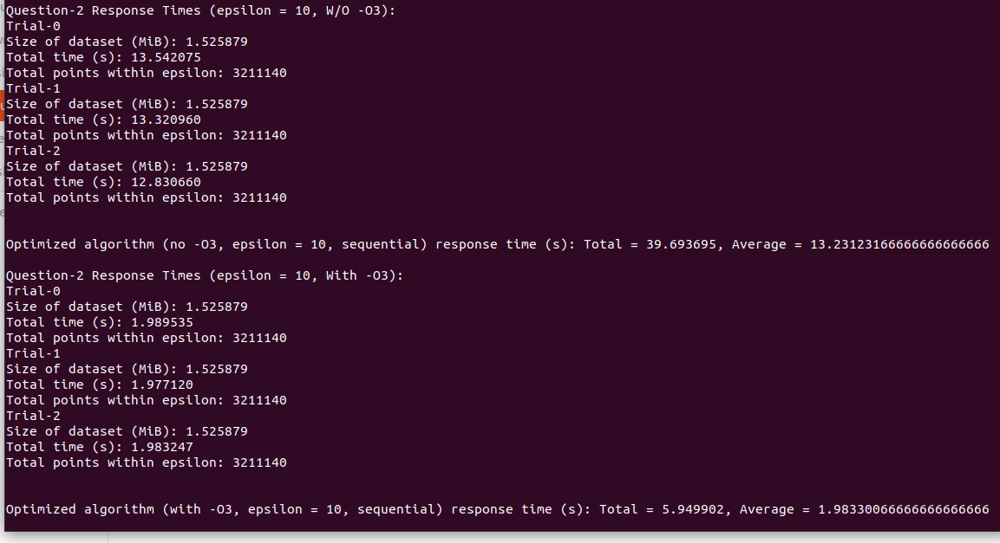 Question-2 Response Times (epsilon = 10, W/O -O3):
Trial-0
Size of dataset (MiB): 1.525879
Total time (s): 13.542075
Total points within epsilon: 3211140
Trial-1
Size of dataset (MiB): 1.525879
Total time (s): 13.320960
Total points within epsilon: 3211140
Trial-2
Size of dataset (MiB): 1.525879
Total time (s): 12.830660
Total points within epsilon: 3211140
Optimized algorithm (no -O3, epsilon = 10, sequential) response time (s): Total = 39.693695, Average = 13.23123166666666666666
Question-2 Response Times (epsilon = 10, With -O3):
Trial-0
Size of dataset (MiB): 1.525879
Total time (s): 1.989535
Total points within epsilon: 3211140
Trial-1
Size of dataset (MiB): 1.525879
Total time (s): 1.977120
Total points within epsilon: 3211140
Trial-2
Size of dataset (MiB): 1.525879
Total time (s): 1.983247
Total points within epsilon: 3211140
Optimized algorithm (with -O3, epsilon = 10, sequential) response time (s): Total = 5.949902, Average = 1.98330066666666666666